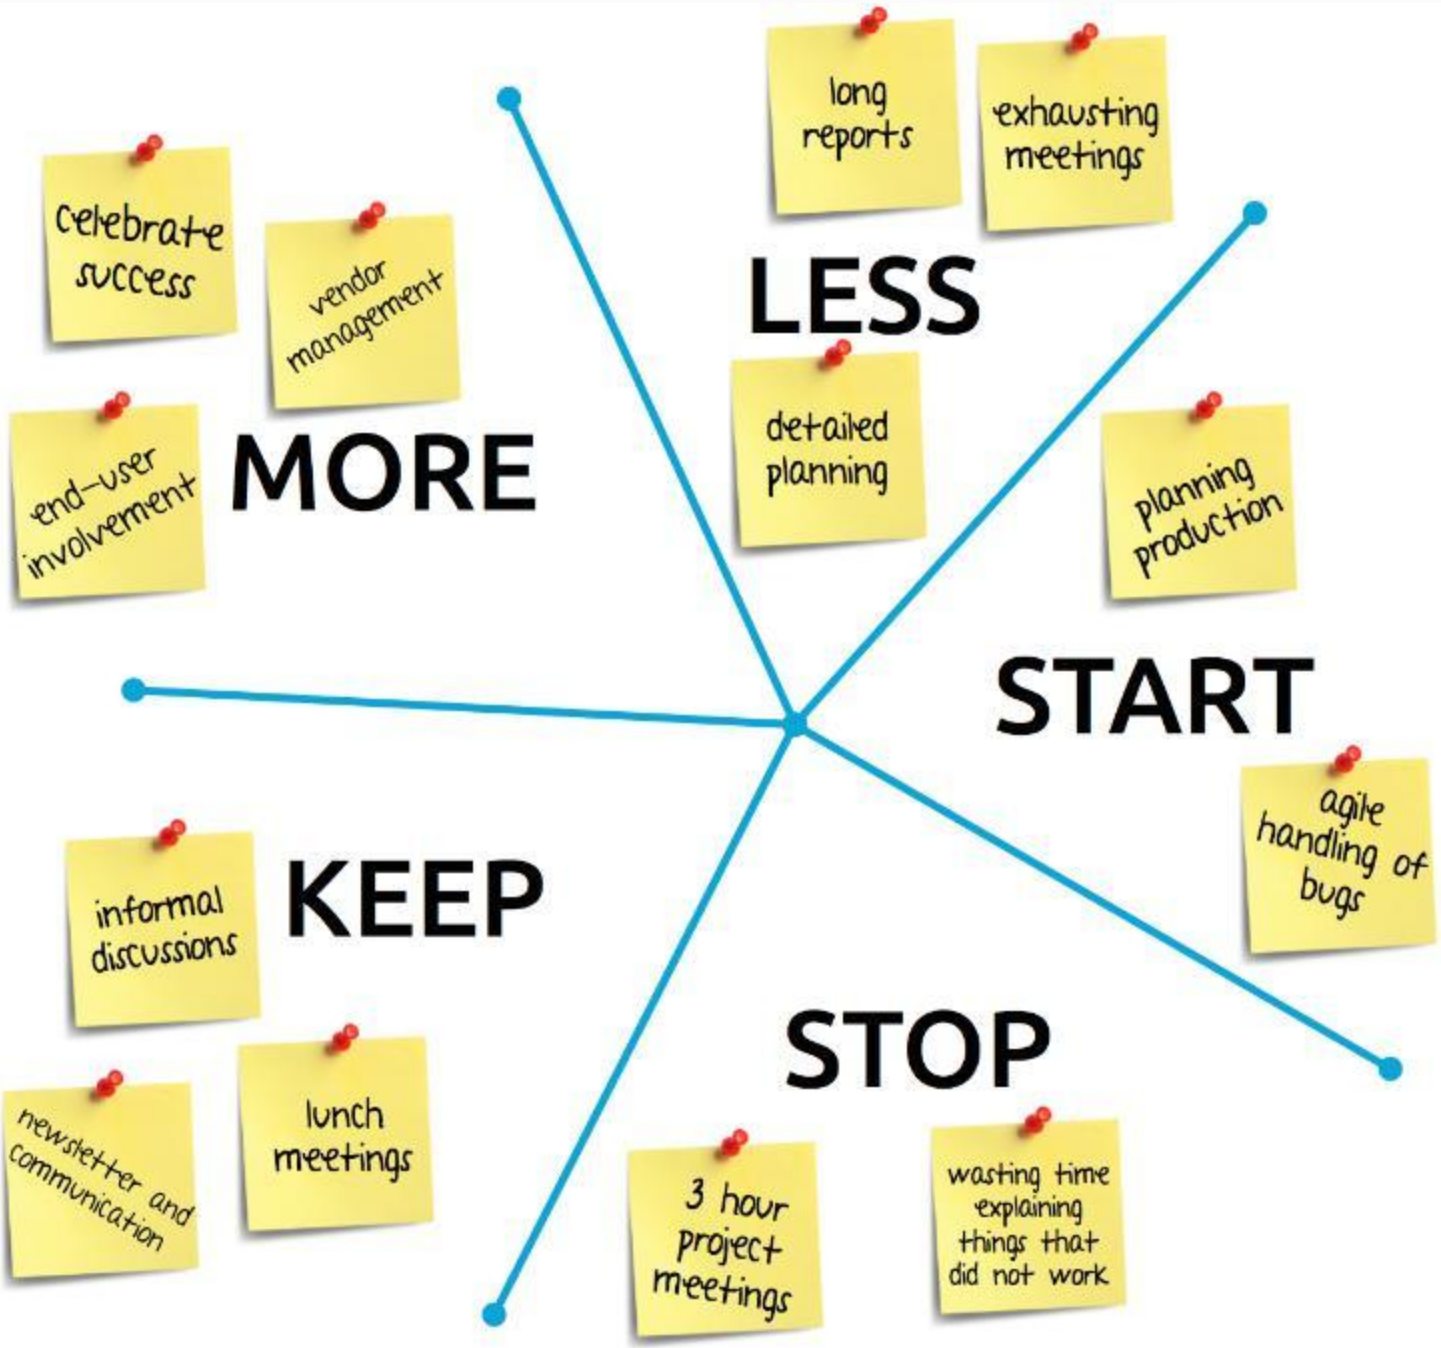 long
reports
exhausting
meetings
LESS
detailed
planning
celebrate
success
vendor
management
end-user
involvement
MORE
planning
production
START
agile
handling of
bugs
KEEP
informal
discussions
newsletter and
communication
lunch
meetings
STOP
3 hour
project
meetings
wasting time
explaining
things that
did not work